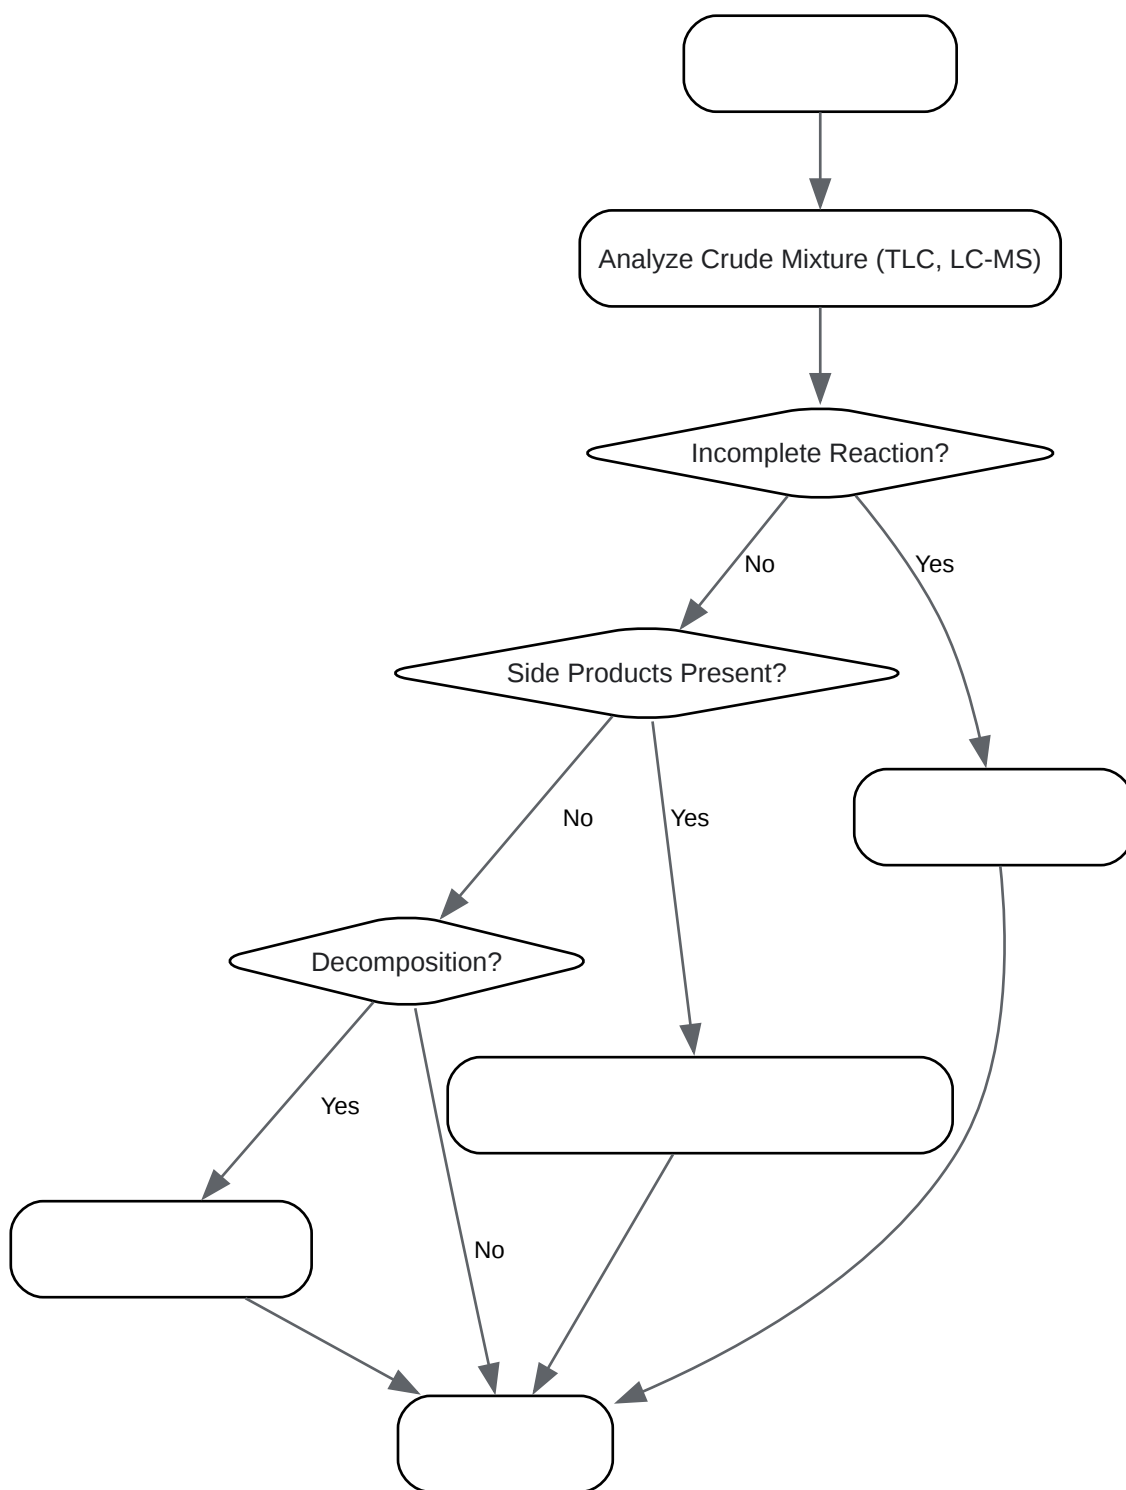 Analyze Crude Mixture (TLC, LC-MS)
Incomplete Reaction?
No
Yes
Side Products Present?
No
Yes
Decomposition?
Yes
No